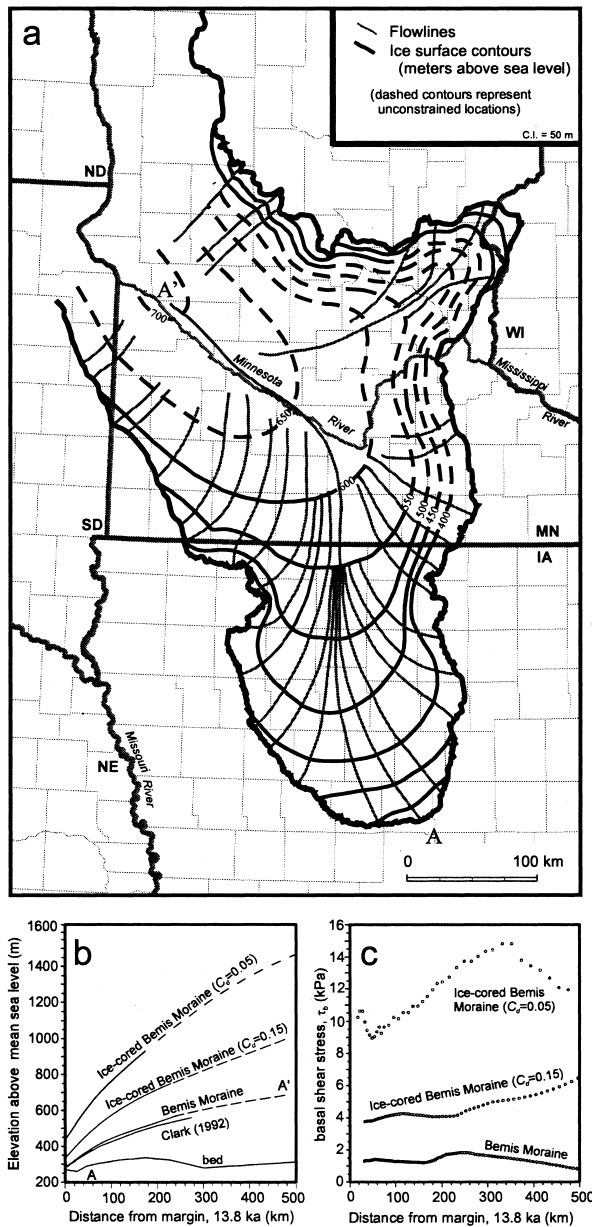 a
Flowlines
Ice surface contours
(meters above sea level)
(dashed contours represent
unconstrained locations)
C.I. = 50 m
ND
A'
700
WI
Minnesota
River
Mississippi
River
650
600
550
500
450
400
SD
MN
IA
NE
Missouri
River
A
0 100 km
b
Elevation above mean sea level (m)
1600
1400
1200
1000
800
600
400
200
Ice-cored Bemis Moraine (Cd=0.05)
Ice-cored Bemis Moraine (Cd=0.15)
Bemis Moraine
A'
Clark (1992)
bed
A
0 100 200 300 400 500
Distance from margin, 13.8 ka (km)
c
basal shear stress, τb (kPa)
16
14
12
10
8
6
4
2
0
Ice-cored Bemis
Moraine (Cd=0.05)
Ice-cored Bemis Moraine (Cd=0.15)
Bemis Moraine
0 100 200 300 400 500
Distance from margin, 13.8 ka (km)